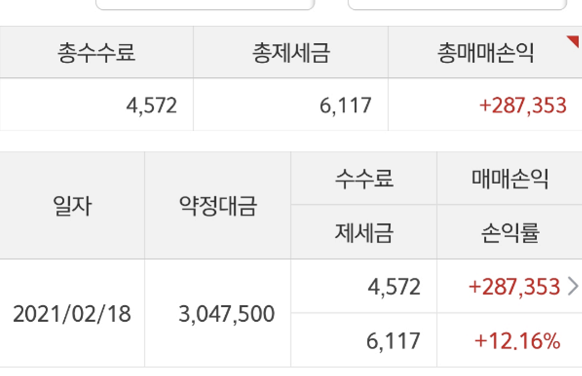 총수수료 총제세금 총매매손익
4,572 6,117 +287,353
일자 약정대금 수수료 매매손익
제세금 손익률
2021/02/18 3,047,500 4,572 +287,353 >
6,117 +12.16%